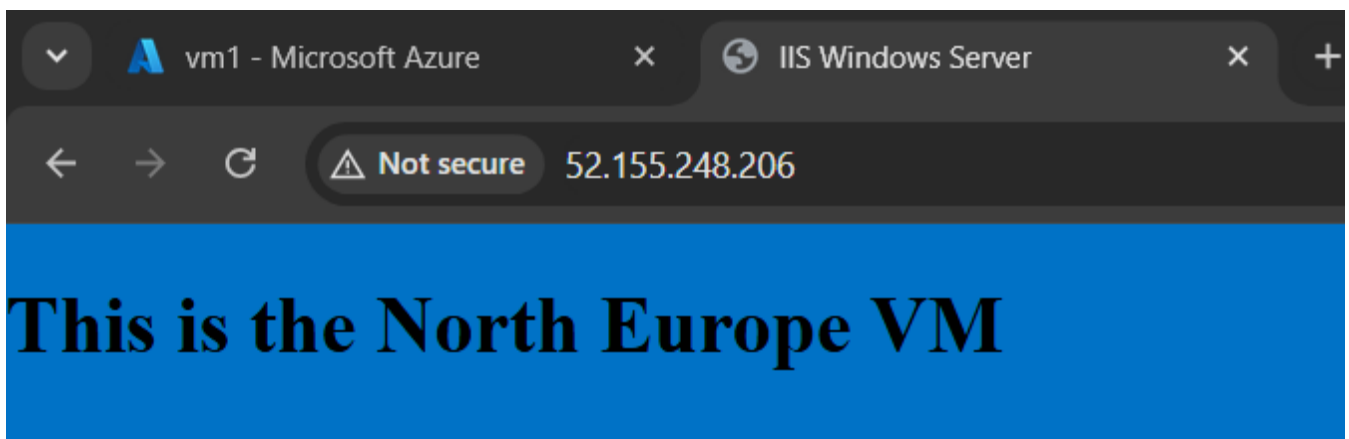 vm1 - Microsoft Azure
IIS Windows Server
Not secure 52.155.248.206
This is the North Europe VM